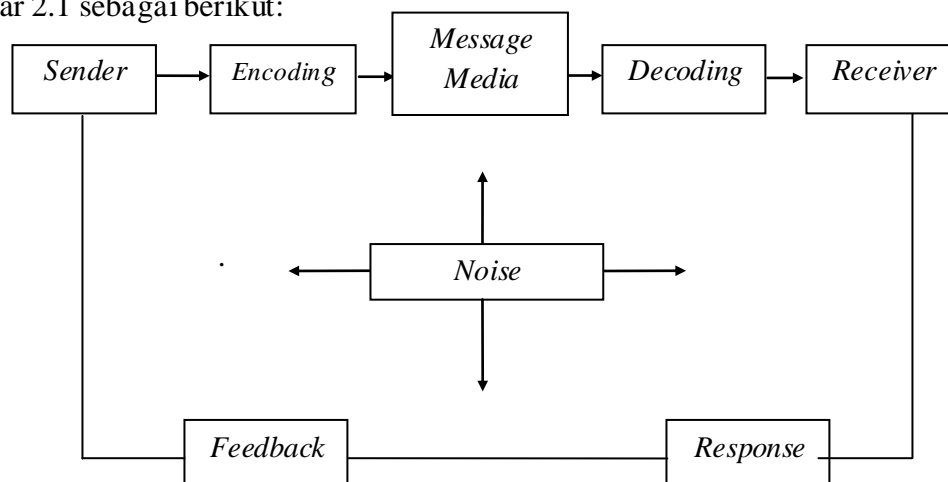 ar 2.1 sebagai berikut:
Sender
Encoding
Message
Media
Decoding
Receiver
Noise
Feedback
Response